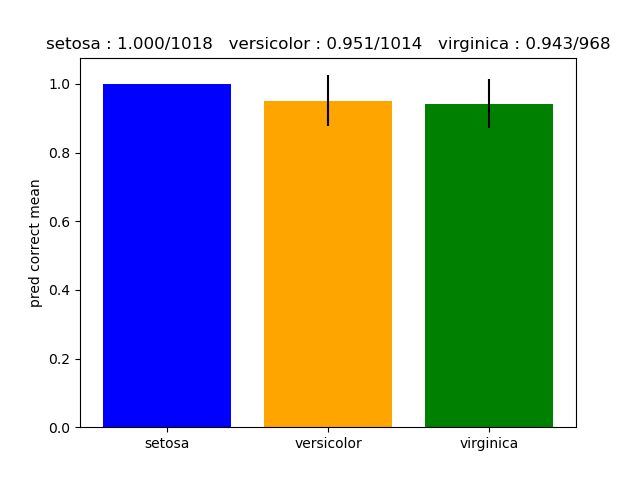 setosa : 1.000/1018   versicolor : 0.951/1014   virginica : 0.943/968
pred correct mean
1.0
0.8
0.6
0.4
0.2
0.0
setosa versicolor virginica